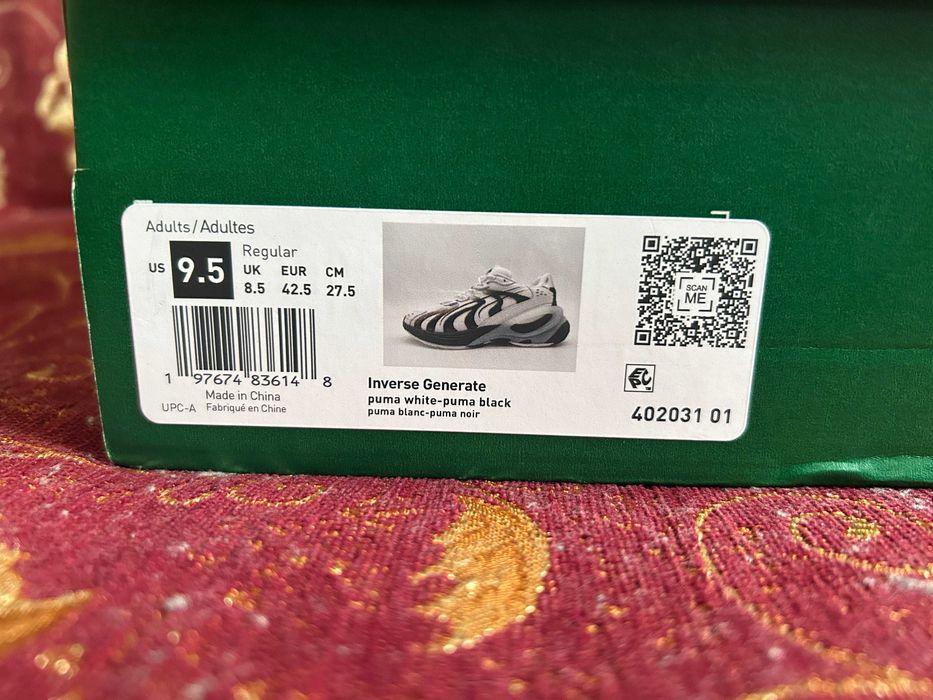 Adults/Adultes
US 9.5
Regular
UK EUR CM
8.5 42.5 27.5
1 97674 83614 8
Made in China
UPC-A Fabriqué en Chine
Inverse Generate
puma white-puma black
puma blanc-puma noir
SCAN
ME
EPC
TM
402031 01